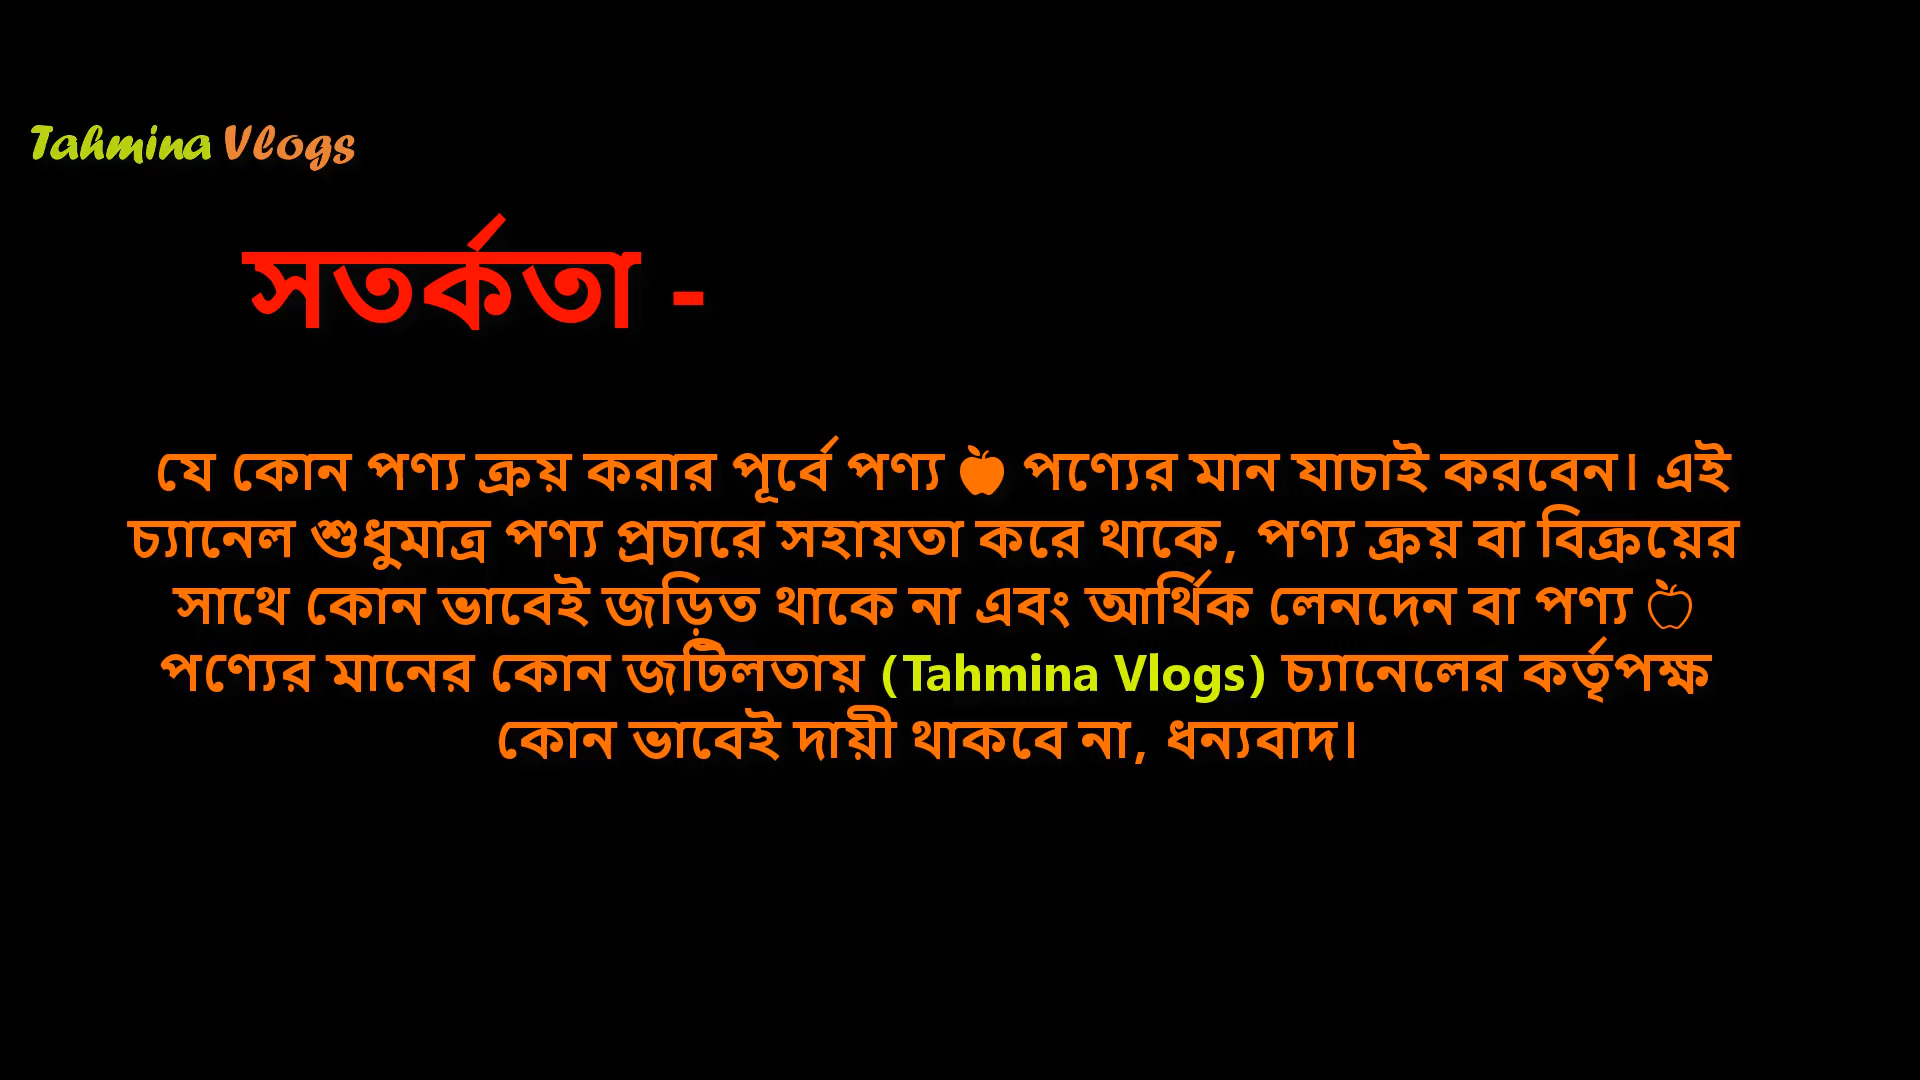 Tahmina Vlogs
সতর্কতা -
যে কোন পণ্য ক্রয় করার পূর্বে পণ্য 🍎 পণ্যের মান যাচাই করবেন। এই
চ্যানেল শুধুমাত্র পণ্য প্রচারে সহায়তা করে থাকে, পণ্য ক্রয় বা বিক্রয়ের
সাথে কোন ভাবেই জড়িত থাকে না এবং আর্থিক লেনদেন বা পণ্য 🍎
পণ্যের মানের কোন জটিলতায় (Tahmina Vlogs) চ্যানেলের কর্তৃপক্ষ
কোন ভাবেই দায়ী থাকবে না, ধন্যবাদ।